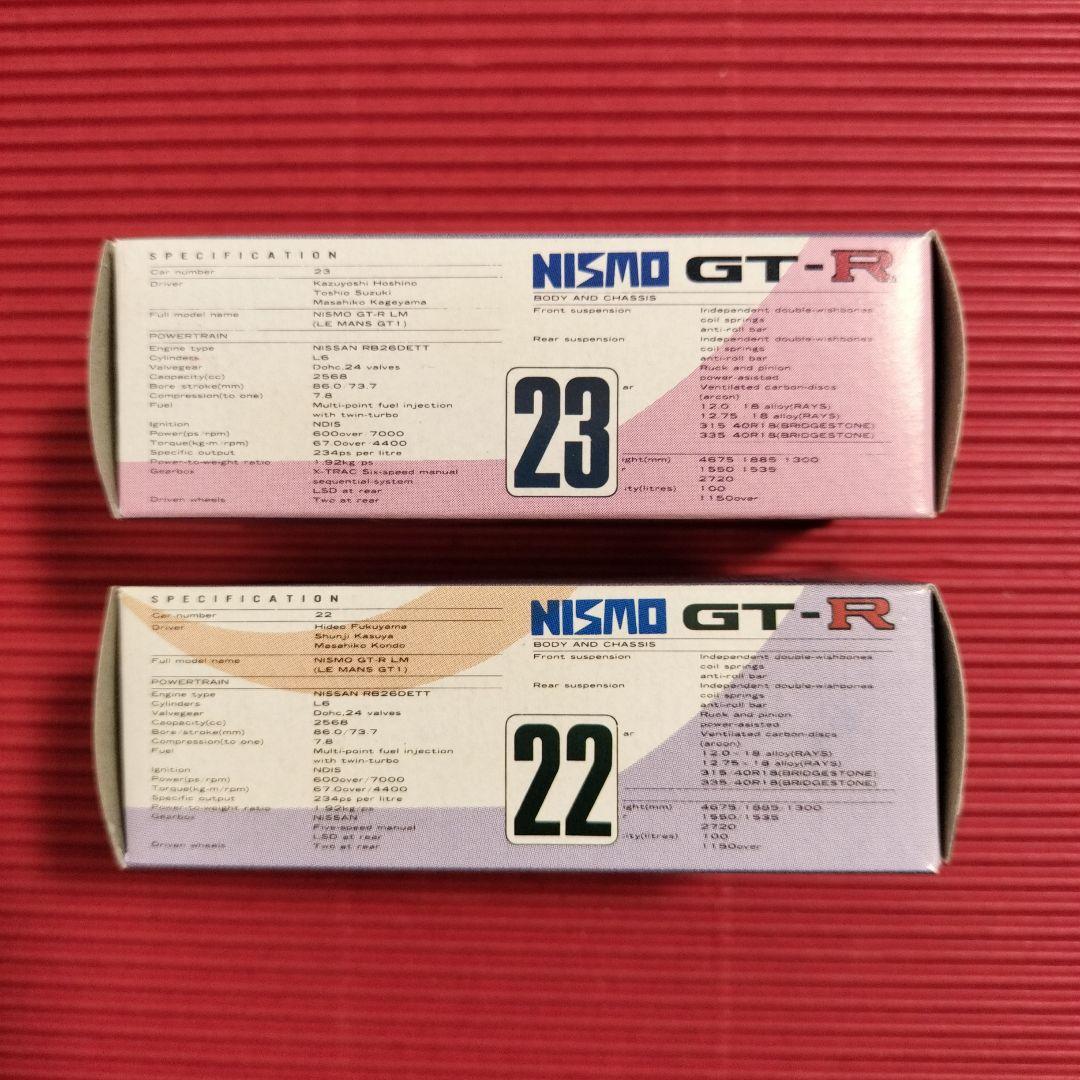 SPECIFICATION
Car number 23
Driver Kazuyoshi Hoshino
Toshio Suzuki
Masahiko Kageyama
Full model name NISMO GT-R LM
(LE MANS GT1)
POWERTRAIN
Engine type NISSAN RB26DETT
Cylinders L6
Valvegear Dohc,24 valves
Caopacity(cc) 2568
Bore stroke(mm) 86.0/73.7
Compression(to one) 7.8
Fuel Multi-point fuel injection
with twin-turbo
Ignition NDIS
Power(ps/rpm) 600over/7000
Torque(kg-m/rpm) 67.0over/4400
Specific output 234ps per litre
Power-to-weight ratio 1.92kg/ps
Gearbox X-TRAC Six-speed manual
sequential-system
LSD at rear
Driven wheels Two at rear
NISMO GT-R
BODY AND CHASSIS
Front suspension Independent double-wishbones
coil springs
anti-roll bar
Rear suspension Independent double-wishbones
coil springs
anti-roll bar
Ruck and pinion
power-asisted
ar Ventilated carbon-discs
(arcon)
12.0 × 18 alloy(RAYS)
12.75 × 18 alloy(RAYS)
315/40R18(BRIDGESTONE)
335/40R18(BRIDGESTONE)
23
ight(mm) 4675/1885/1300
r 1550/1535
2720
ity(litres) 100
1150over
SPECIFICATION
Car number 22
Driver Hideo Fukuyama
Shunji Kasuya
Masahiko Kondo
Full model name NISMO GT-R LM
(LE MANS GT1)
POWERTRAIN
Engine type NISSAN RB26DETT
Cylinders L6
Valvegear Dohc,24 valves
Caopacity(cc) 2568
Bore/stroke(mm) 86.0/73.7
Compression(to one) 7.8
Fuel Multi-point fuel injection
with twin-turbo
Ignition NDIS
Power(ps/rpm) 600over/7000
Torque(kg-m/rpm) 67.0over/4400
Specific output 234ps per litre
Power-to-weight ratio 1.92kg/ps
Gearbox NISSAN
Five-speed manual
LSD at rear
Driven wheels Two at rear
NISMO GT-R
BODY AND CHASSIS
Front suspension Independent double-wishbones
coil springs
anti-roll bar
Rear suspension Independent double-wishbones
coil springs
anti-roll bar
Ruck and pinion
power-asisted
ar Ventilated carbon-discs
(arcon)
12.0 × 18 alloy(RAYS)
12.75 × 18 alloy(RAYS)
315/40R18(BRIDGESTONE)
335/40R18(BRIDGESTONE)
22
ight(mm) 4675/1885/1300
r 1550/1535
2720
ity(litres) 100
1150over